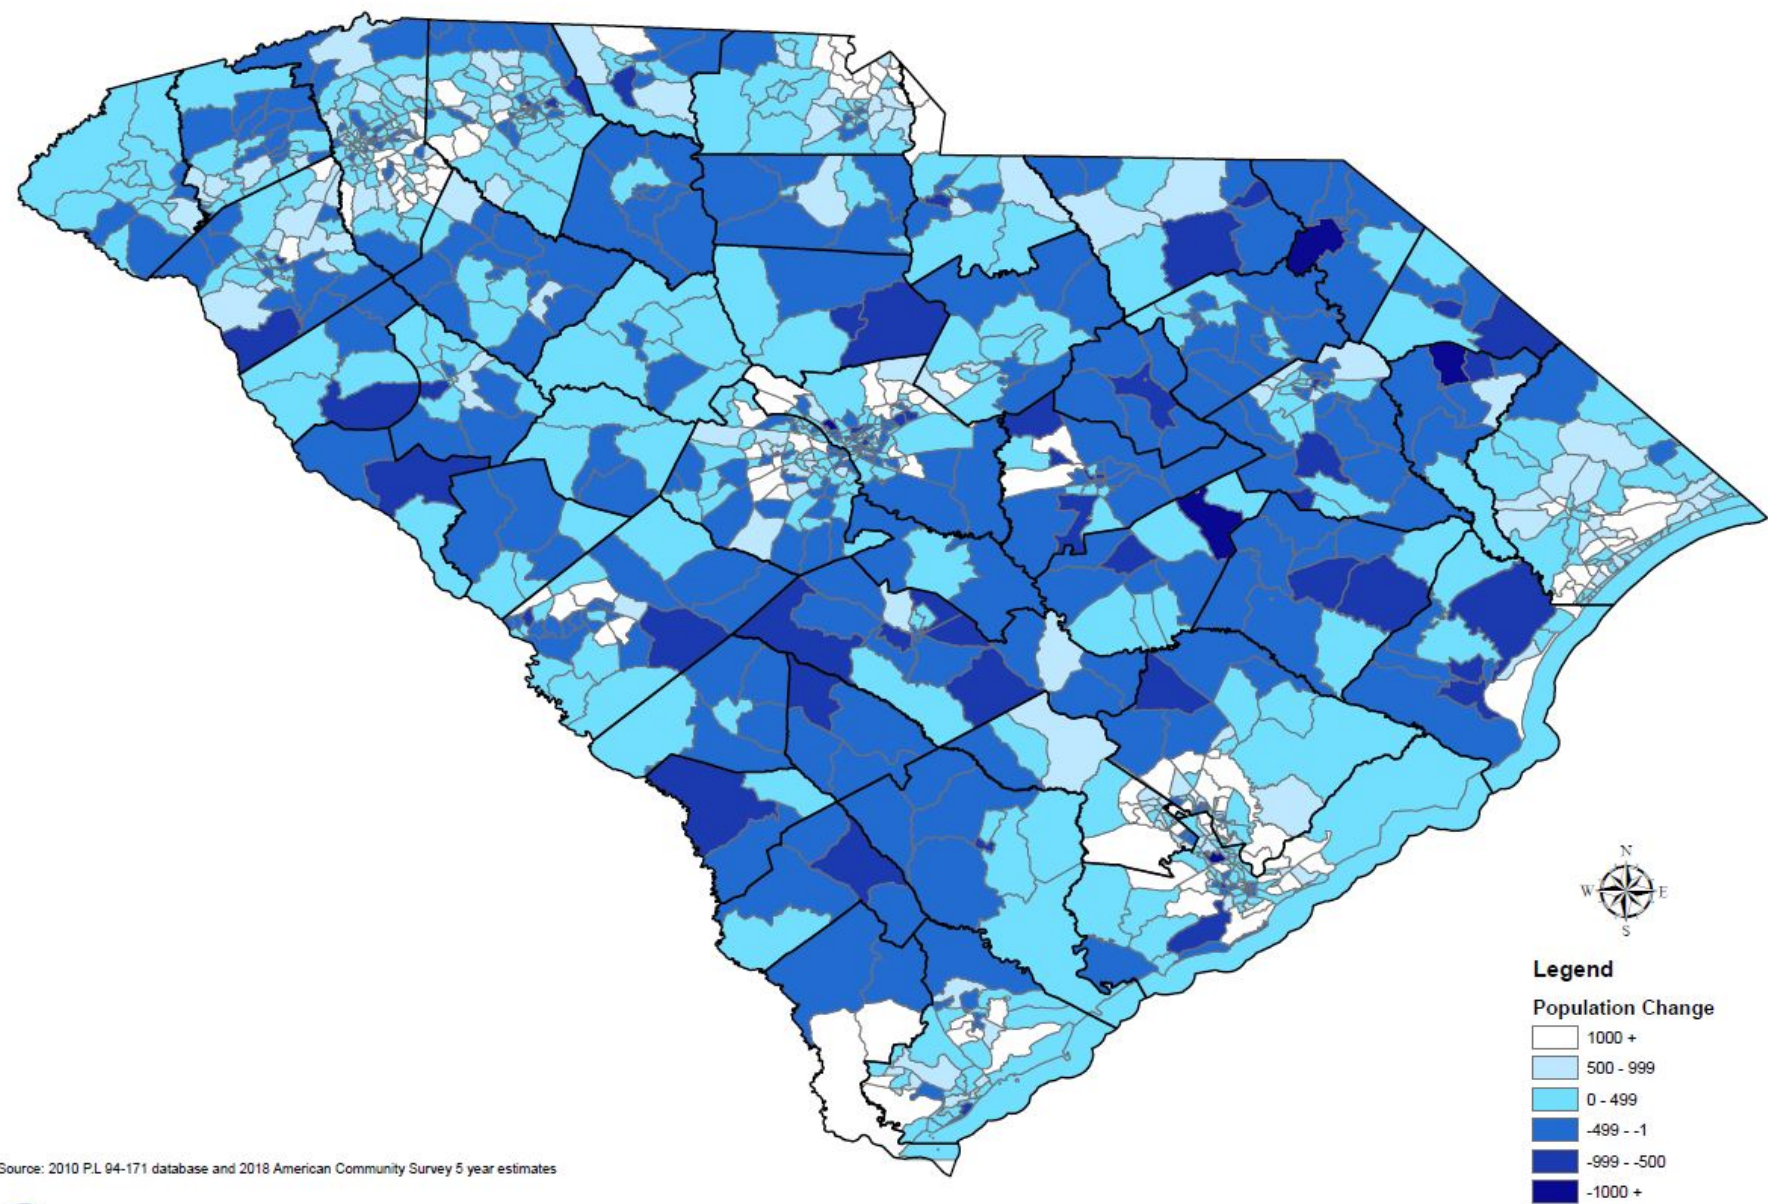 N
W E
S
Legend
Population Change
1000 +
500 - 999
0 - 499
-499 - -1
-999 - -500
-1000 +
Source: 2010 P.L 94-171 database and 2018 American Community Survey 5 year estimates